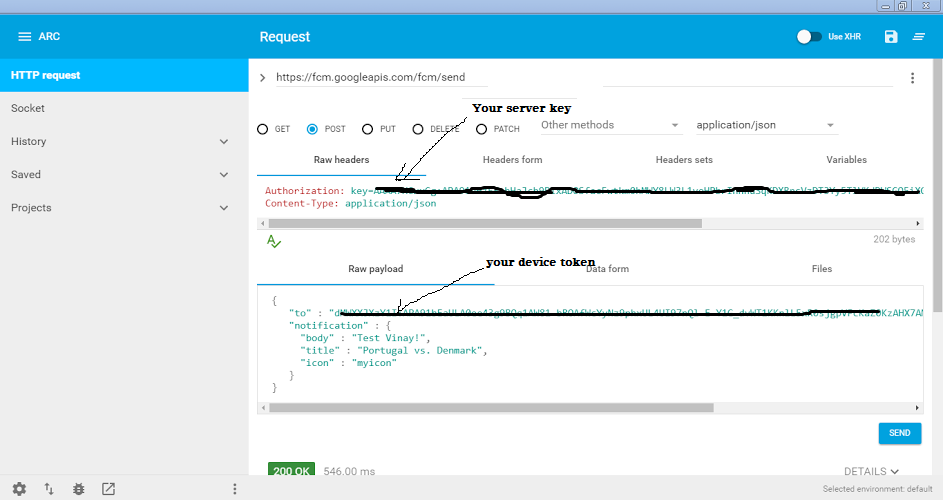 ARC
Request
Use XHR
HTTP request
https://fcm.googleapis.com/fcm/send
Socket
Your server key
GET
POST
PUT
DELETE
PATCH
Other methods
application/json
History
Raw headers
Headers form
Headers sets
Variables
Saved
Authorization: key=
Content-Type: application/json
Projects
202 bytes
your device token
Raw payload
Data form
Files
{
"to" : "
"notification" : {
"body" : "Test Vinay!",
"title" : "Portugal vs. Denmark",
"icon" : "myicon"
}
}
SEND
200 OK
546.00 ms
DETAILS
Selected environment: default